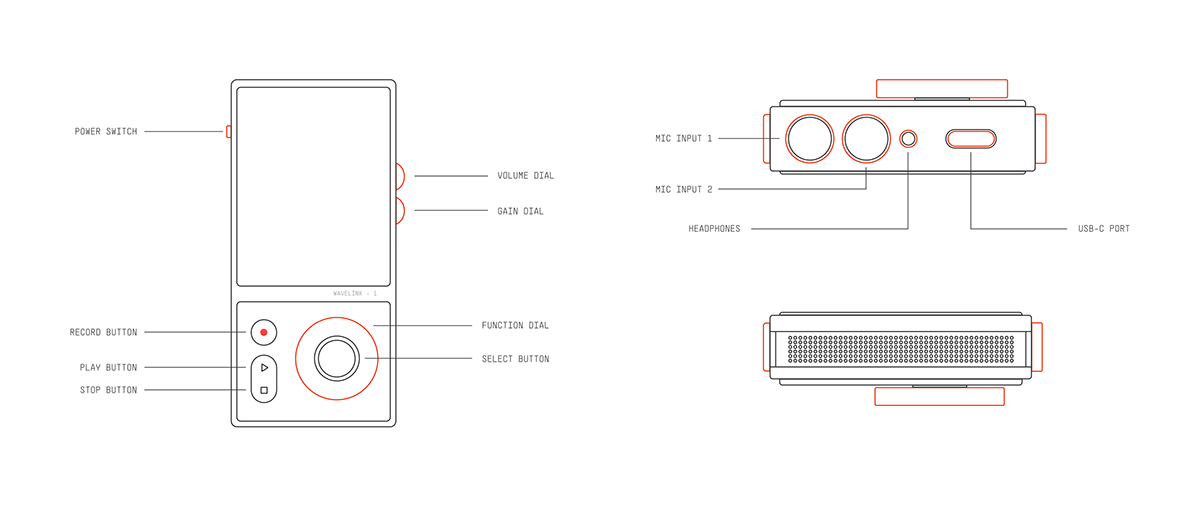 POWER SWITCH
VOLUME DIAL
GAIN DIAL
WAVELINK - 1
RECORD BUTTON
PLAY BUTTON
STOP BUTTON
FUNCTION DIAL
SELECT BUTTON
MIC INPUT 1
MIC INPUT 2
HEADPHONES
USB-C PORT